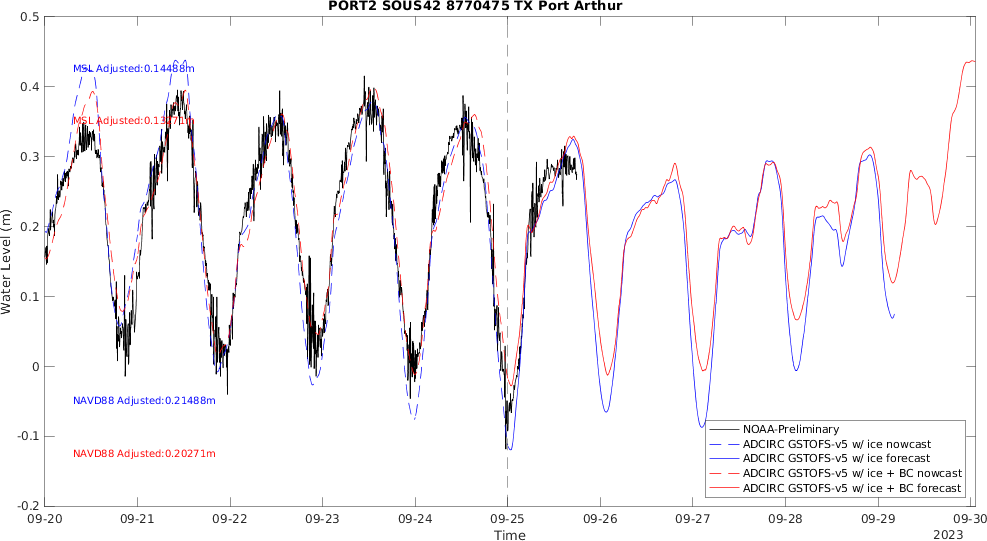 PORT2 SOUS42 8770475 TX Port Arthur
0.5
0.4
0.3
0.2
0.1
0
-0.1
-0.2
Water Level (m)
MSL Adjusted:0.14488m
MSL Adjusted:0.13271m
NAVD88 Adjusted:0.21488m
NAVD88 Adjusted:0.20271m
NOAA-Preliminary
ADCIRC GSTOFS-v5 w/ ice nowcast
ADCIRC GSTOFS-v5 w/ ice forecast
ADCIRC GSTOFS-v5 w/ ice + BC nowcast
ADCIRC GSTOFS-v5 w/ ice + BC forecast
09-20 09-21 09-22 09-23 09-24 09-25 09-26 09-27 09-28 09-29 09-30
Time
2023